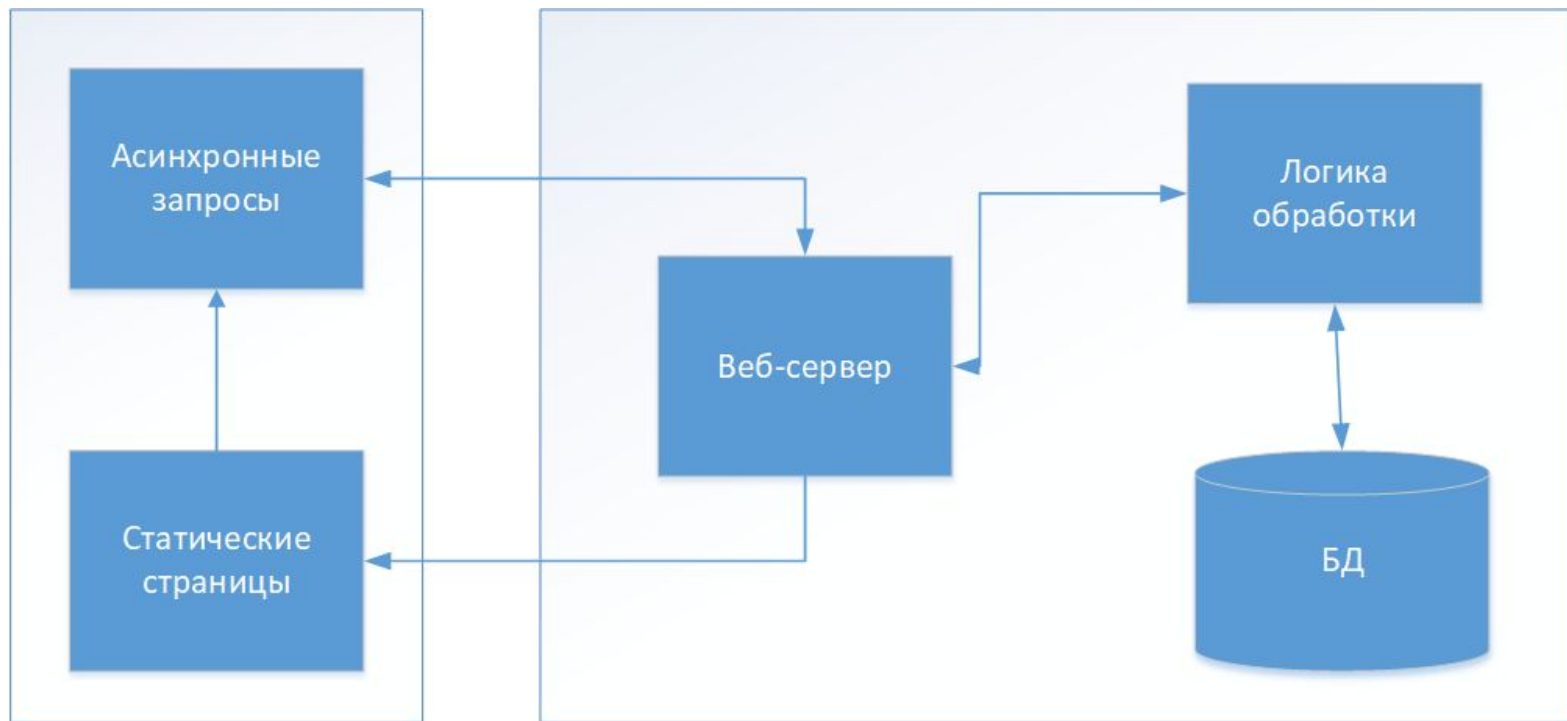 Асинхронные
запросы
Логика
обработки
Веб-сервер
Статические
страницы
БД